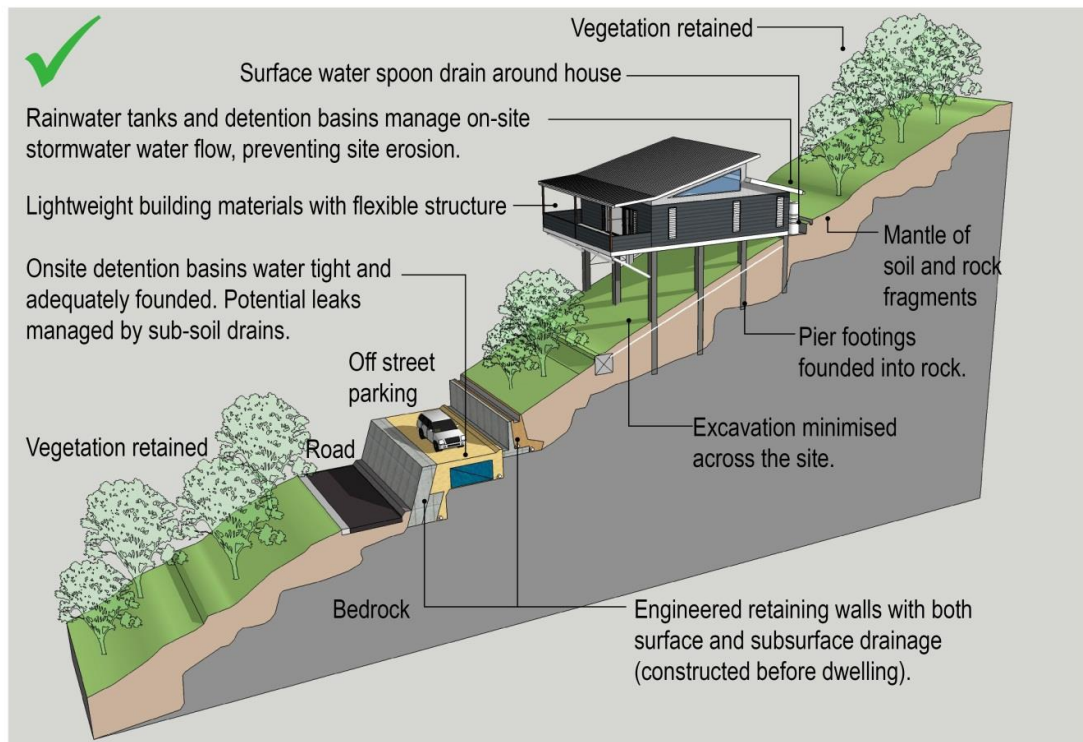 Vegetation retained
Surface water spoon drain around house
Rainwater tanks and detention basins manage on-site
stormwater water flow, preventing site erosion.
Lightweight building materials with flexible structure
Mantle of
soil and rock
fragments
Onsite detention basins water tight and
adequately founded. Potential leaks
managed by sub-soil drains.
Pier footings
founded into rock.
Off street
parking
Excavation minimised
across the site.
Vegetation retained
Road
Bedrock
Engineered retaining walls with both
surface and subsurface drainage
(constructed before dwelling).